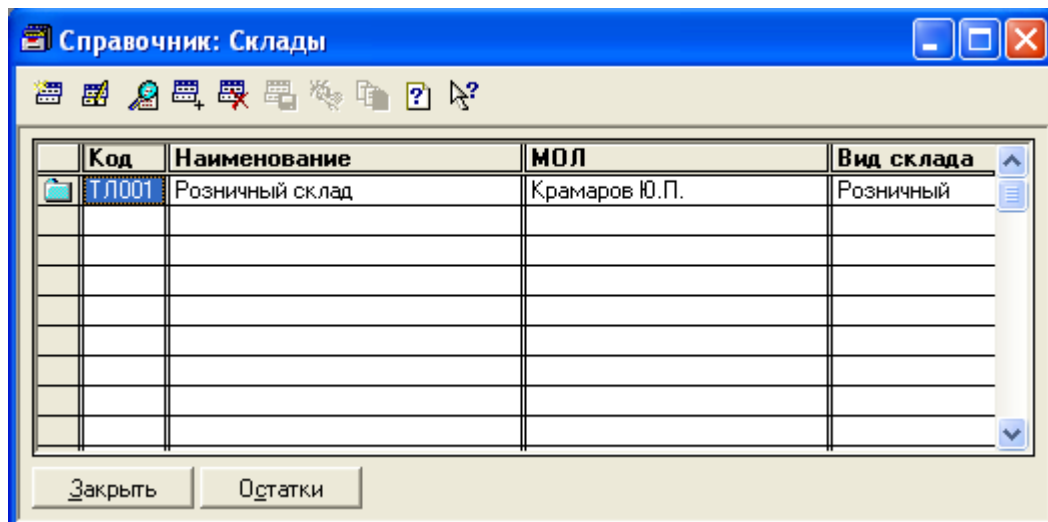 Справочник: Склады
Код Наименование МОЛ Вид склада
ТЛ001 Розничный склад Крамаров Ю.П. Розничный
Закрыть Остатки